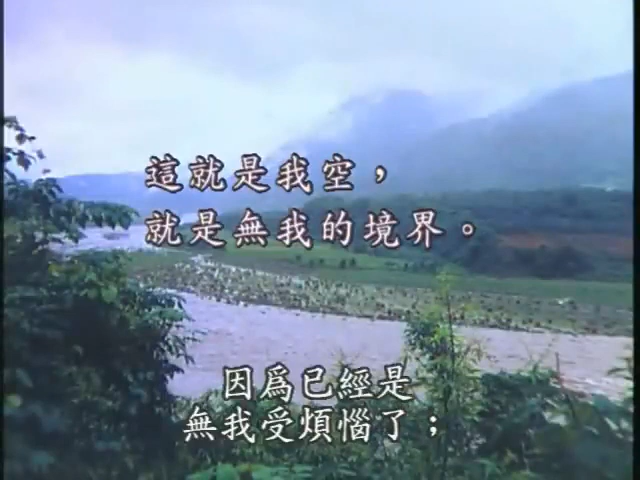 這就是我空，
就是無我的境界。
因爲已經是
無我受煩惱了；